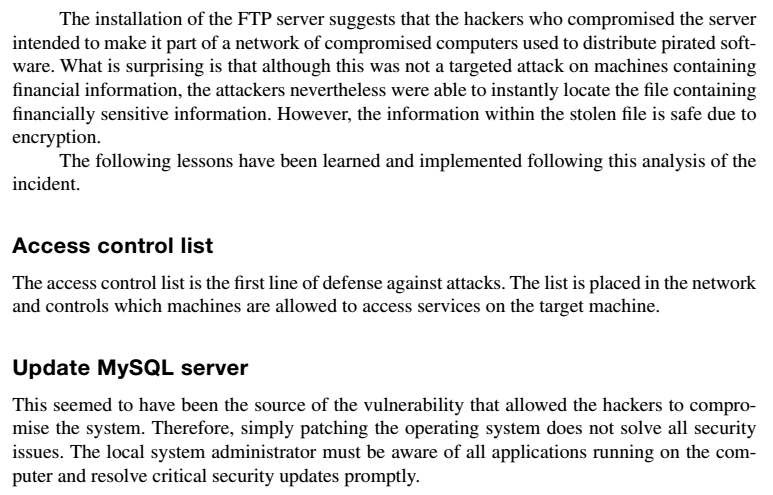 The installation of the FTP server suggests that the hackers who compromised the server
intended to make it part of a network of compromised computers used to distribute pirated soft-
ware. What is surprising is that although this was not a targeted attack on machines containing
financial information, the attackers nevertheless were able to instantly locate the file containing
financially sensitive information. However, the information within the stolen file is safe due to
encryption.
The following lessons have been learned and implemented following this analysis of the
incident.
Access control list
The access control list is the first line of defense against attacks. The list is placed in the network
and controls which machines are allowed to access services on the target machine.
Update MySQL server
This seemed to have been the source of the vulnerability that allowed the hackers to compro-
mise the system. Therefore, simply patching the operating system does not solve all security
issues. The local system administrator must be aware of all applications running on the com-
puter and resolve critical security updates promptly.